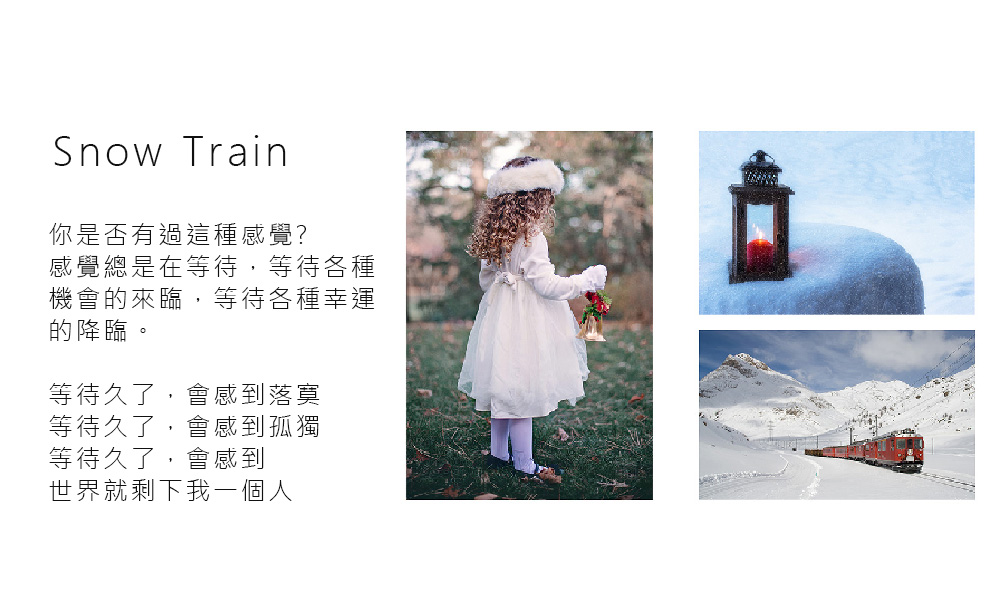 Snow Train
你是否有過這種感覺?
感覺總是在等待，等待各種
機會的來臨，等待各種幸運
的降臨。
等待久了，會感到落寞
等待久了，會感到孤獨
等待久了，會感到
世界就剩下我一個人